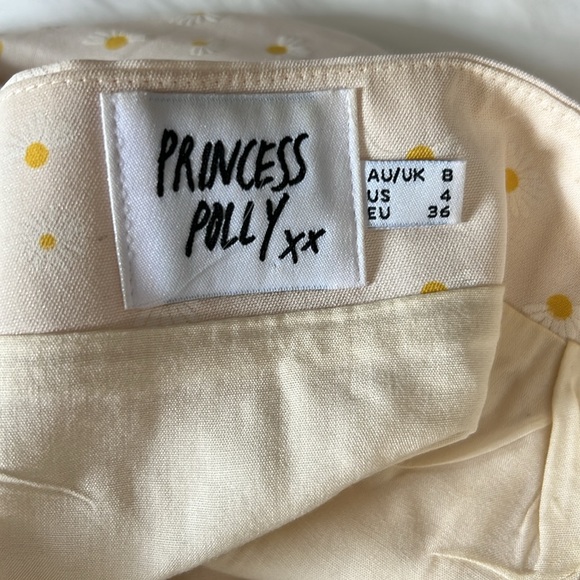 PRINCESS
POLLY xx
AU/UK 8
US 4
EU 36